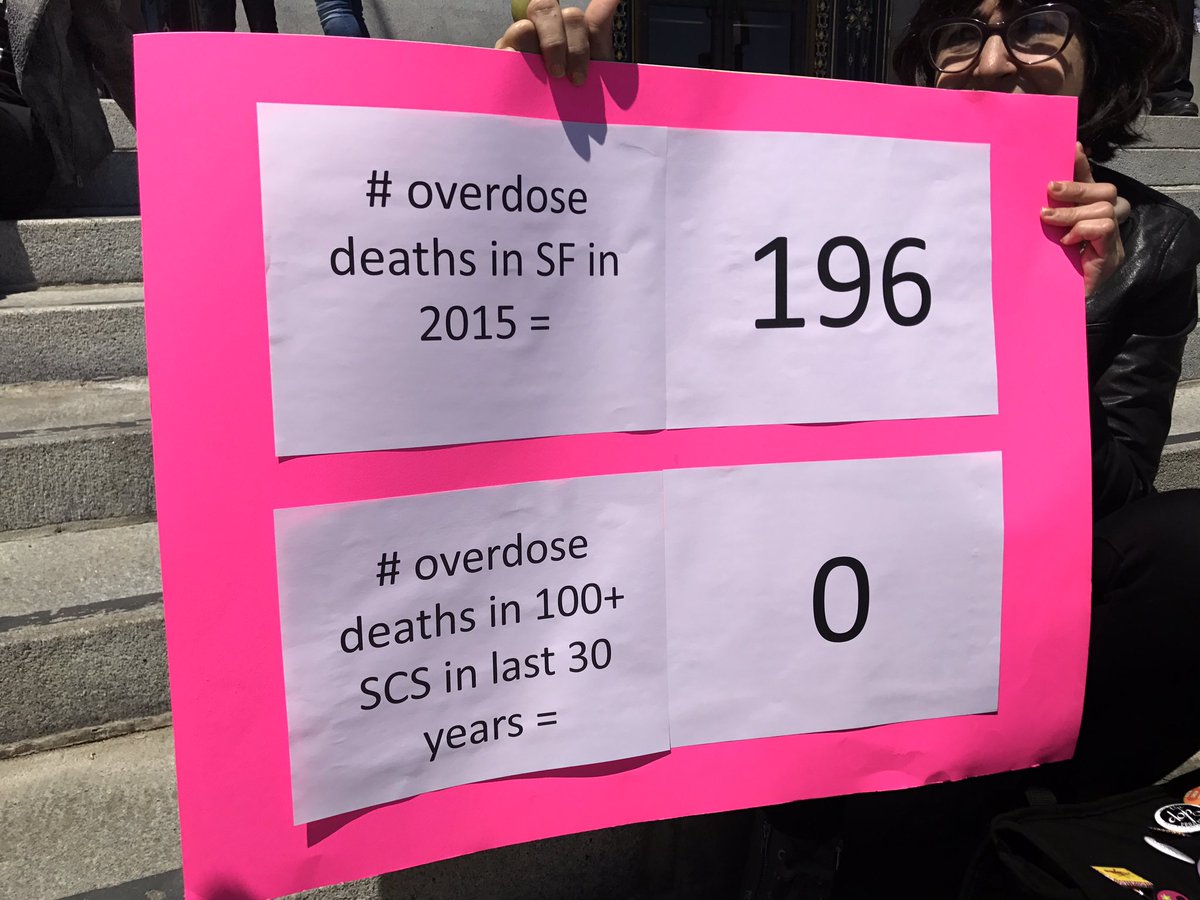 # overdose
deaths in SF in
2015 =
196
# overdose
deaths in 100+
SCS in last 30
years =
0